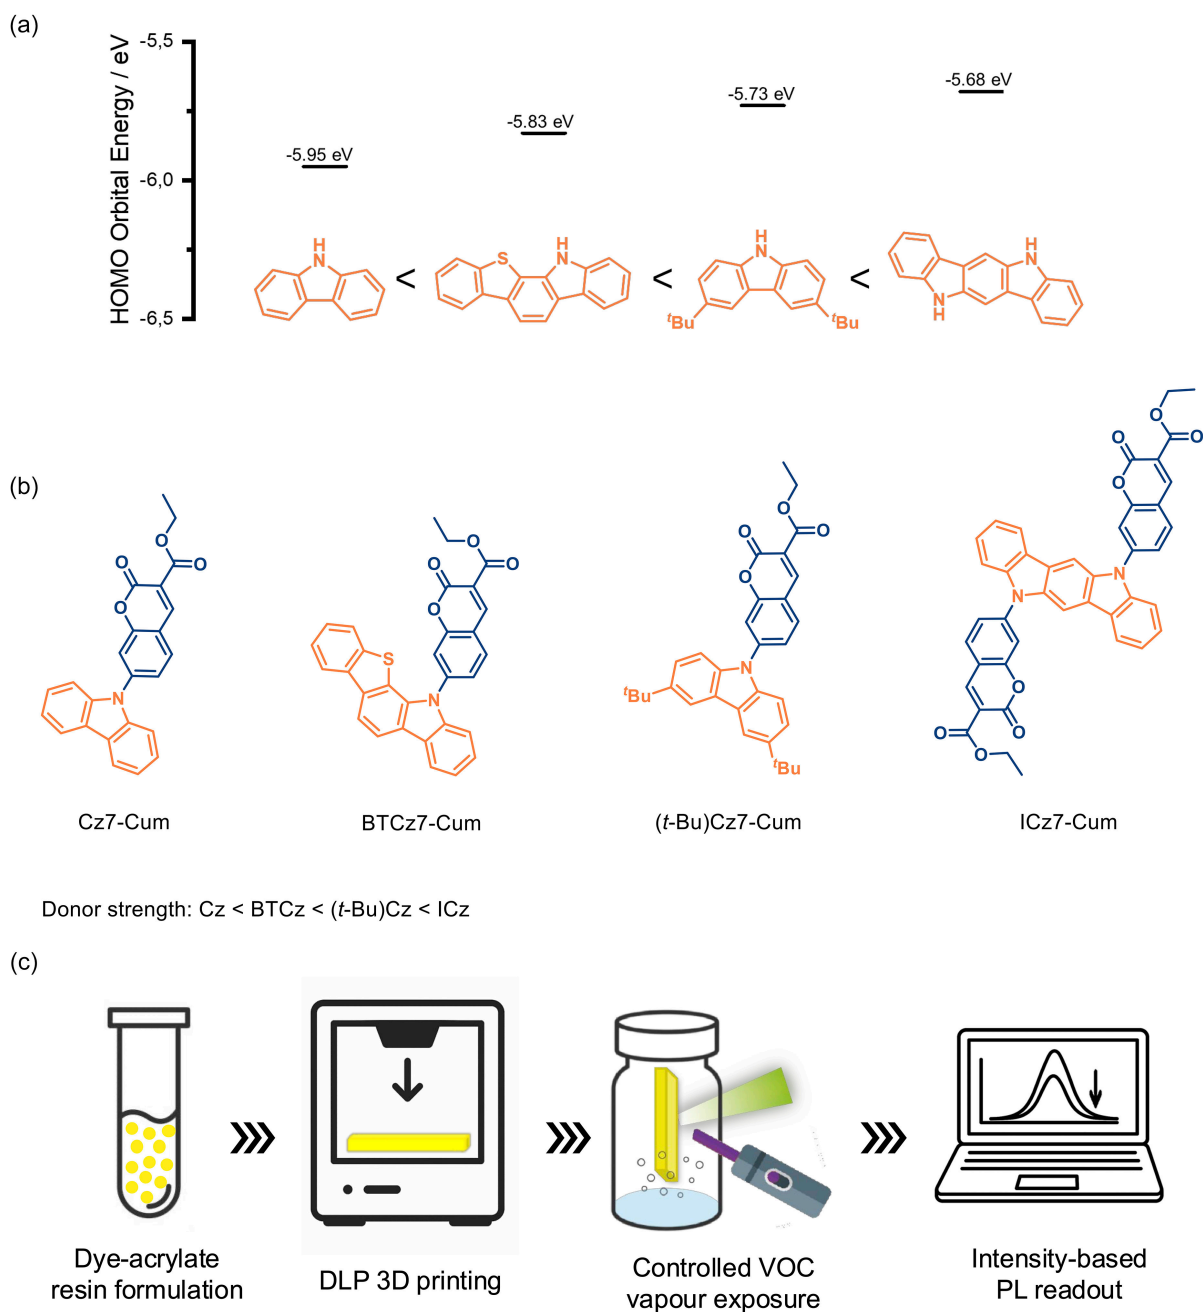 (a)
HOMO Orbital Energy / eV
-5,5
-6,0
-6,5
-5.95 eV
-5.83 eV
-5.73 eV
-5.68 eV
H
N
<
S
H
N
<
H
N
tBu
tBu
<
H
N
N
H
(b)
O
O
O
O
N
Cz7-Cum
O
O
O
O
S
N
BTCz7-Cum
O
O
O
O
N
tBu
tBu
(t-Bu)Cz7-Cum
O
O
O
O
N
N
O
O
O
O
ICz7-Cum
Donor strength: Cz < BTCz < (t-Bu)Cz < ICz
(c)
Dye-acrylate
resin formulation
DLP 3D printing
Controlled VOC
vapour exposure
Intensity-based
PL readout